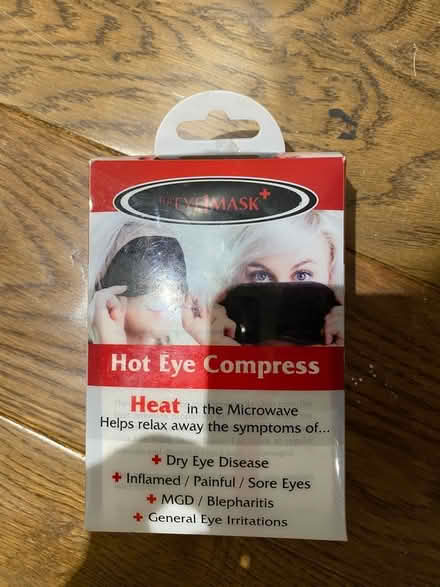 THE EYE MASK
Hot Eye Compress
Heat in the Microwave
Helps relax away the symptoms of...
+ Dry Eye Disease
+ Inflamed / Painful / Sore Eyes
+ MGD / Blepharitis
+ General Eye Irritations